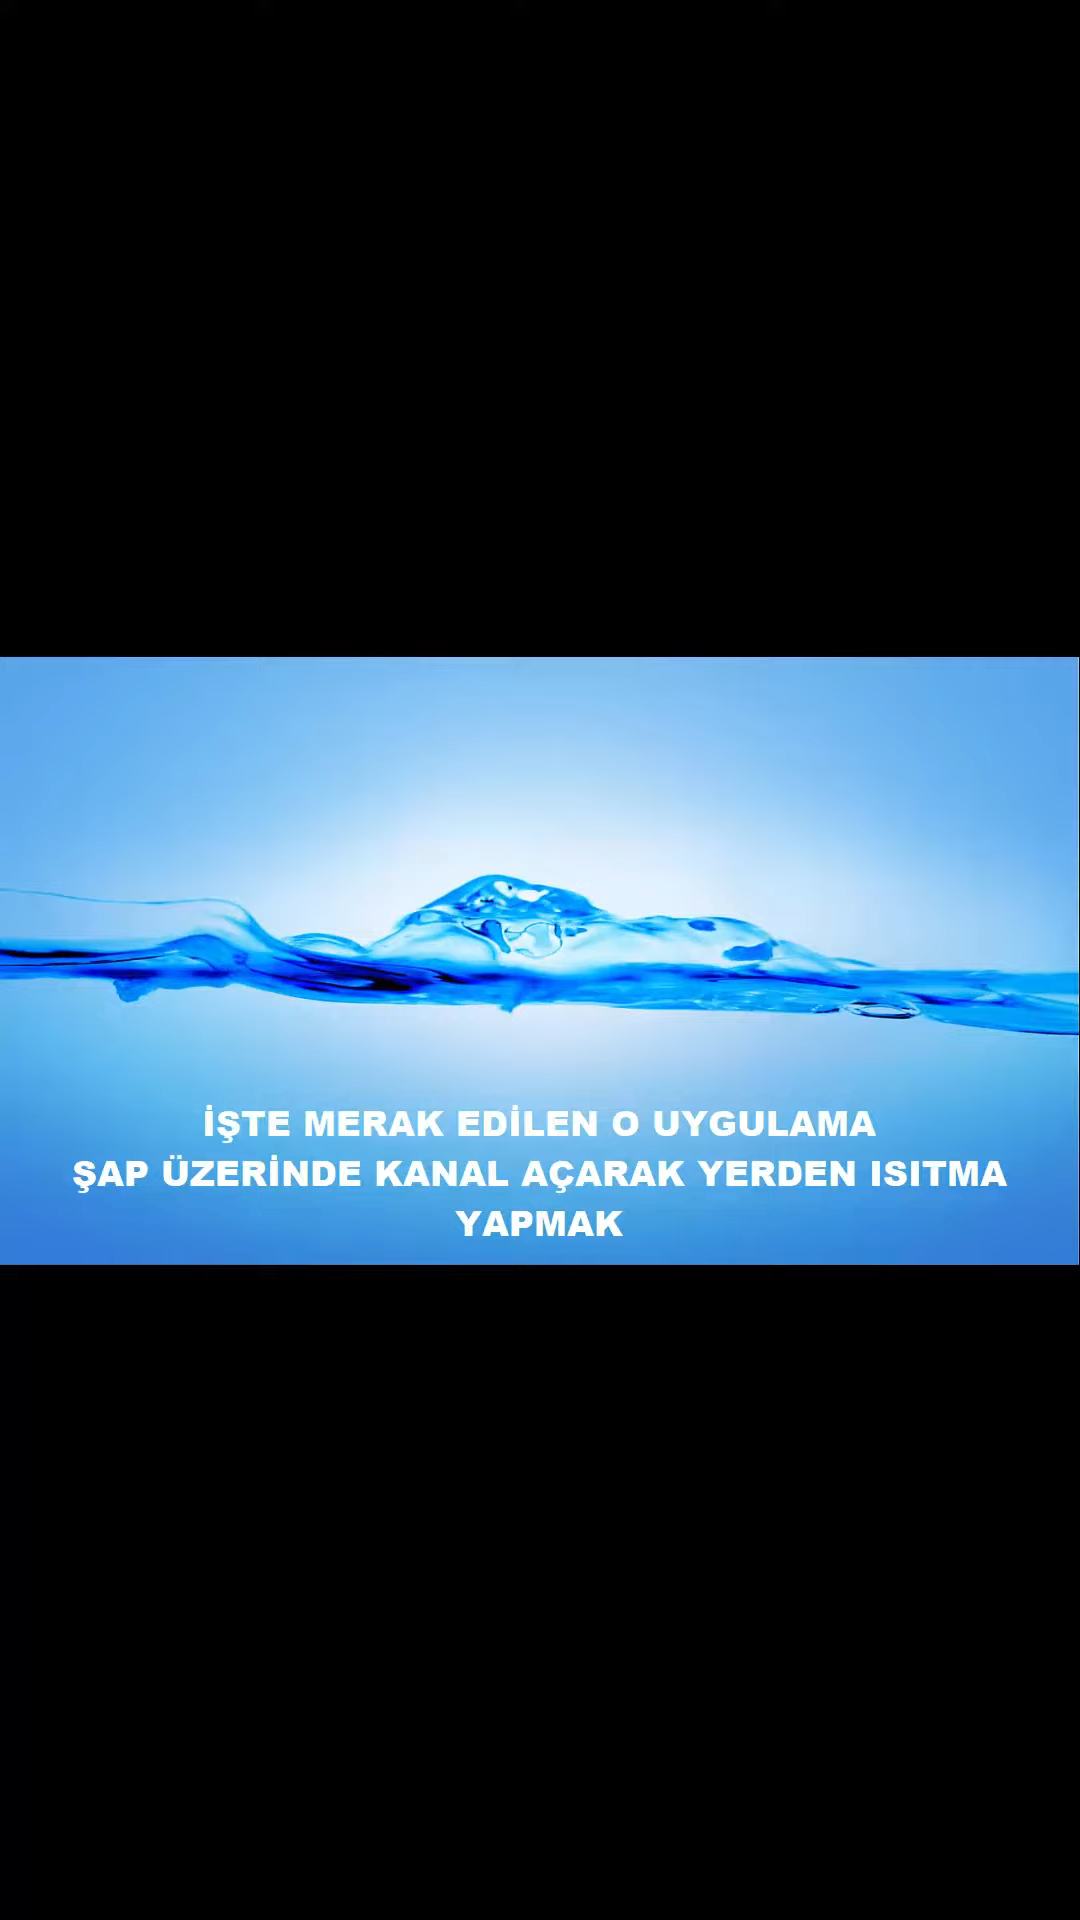 İŞTE MERAK EDİLEN O UYGULAMA
ŞAP ÜZERİNDE KANAL AÇARAK YERDEN ISITMA
YAPMAK